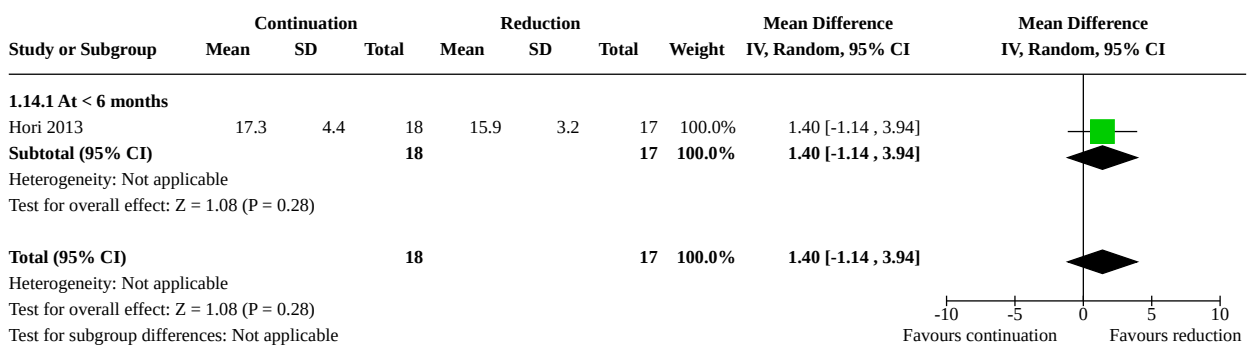 Continuation Reduction Mean Difference Mean Difference
Study or Subgroup Mean SD Total Mean SD Total Weight IV, Random, 95% CI IV, Random, 95% CI
1.14.1 At < 6 months
Hori 2013 17.3 4.4 18 15.9 3.2 17 100.0% 1.40 [-1.14 , 3.94]
Subtotal (95% CI) 18 17 100.0% 1.40 [-1.14 , 3.94]
Heterogeneity: Not applicable
Test for overall effect: Z = 1.08 (P = 0.28)
Total (95% CI) 18 17 100.0% 1.40 [-1.14 , 3.94]
Heterogeneity: Not applicable
Test for overall effect: Z = 1.08 (P = 0.28) -10 -5 0 5 10
Test for subgroup differences: Not applicable Favours continuation Favours reduction